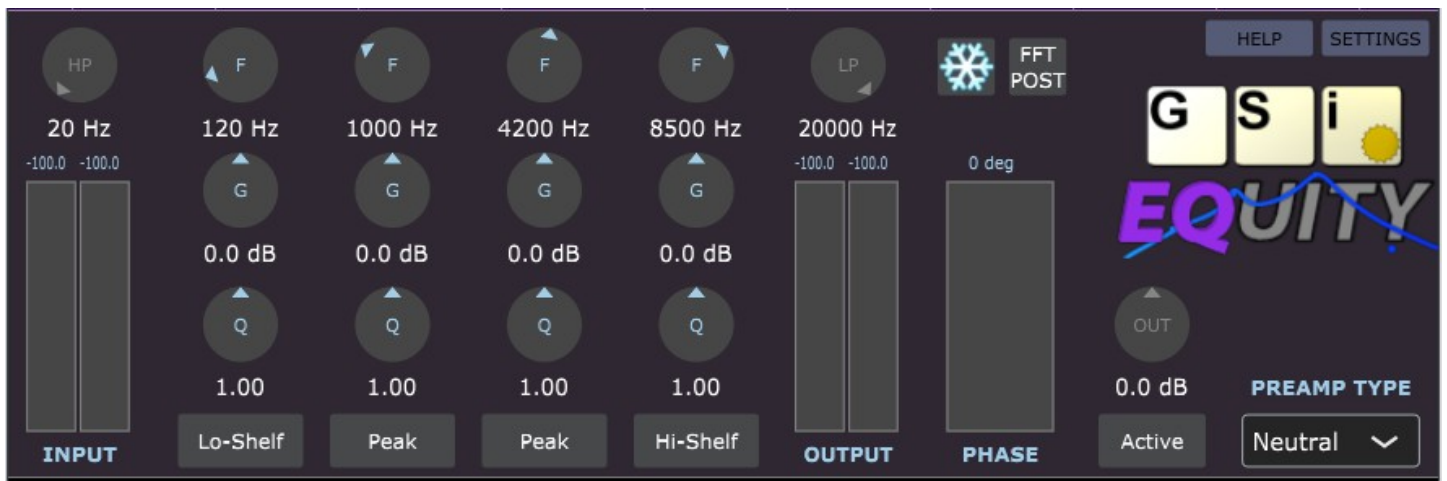 HELP SETTINGS
HP F F F F LP FFT
POST
20 Hz 120 Hz 1000 Hz 4200 Hz 8500 Hz 20000 Hz
G S i
-100.0 -100.0 -100.0 -100.0 0 deg
G G G G
EQUITY
0.0 dB 0.0 dB 0.0 dB 0.0 dB
Q Q Q Q OUT
1.00 1.00 1.00 1.00 0.0 dB PREAMP TYPE
Lo-Shelf Peak Peak Hi-Shelf Active Neutral
INPUT OUTPUT PHASE